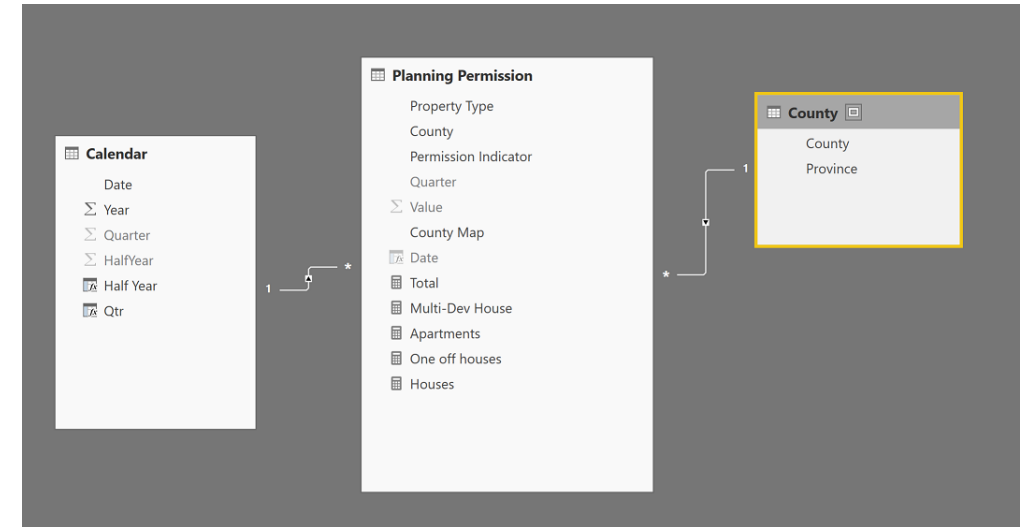 Calendar
Date
Σ Year
Σ Quarter
Σ HalfYear
Half Year
Qtr
1
*
Planning Permission
Property Type
County
Permission Indicator
Quarter
Σ Value
County Map
Date
Total
Multi-Dev House
Apartments
One off houses
Houses
*
1
County
County
Province